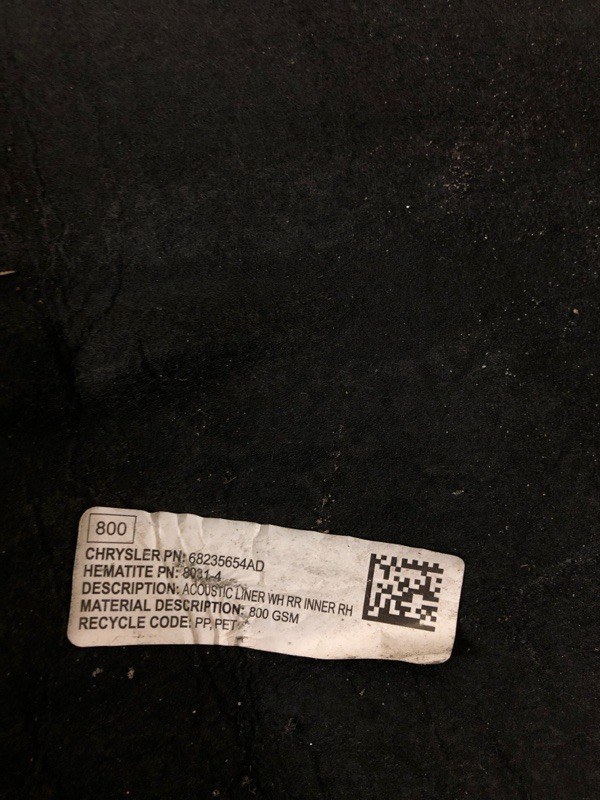 800
CHRYSLER PN: 68235654AD
HEMATITE PN: 8031-4
DESCRIPTION: ACOUSTIC LINER WH RR INNER RH
MATERIAL DESCRIPTION: 800 GSM
RECYCLE CODE: PP, PET